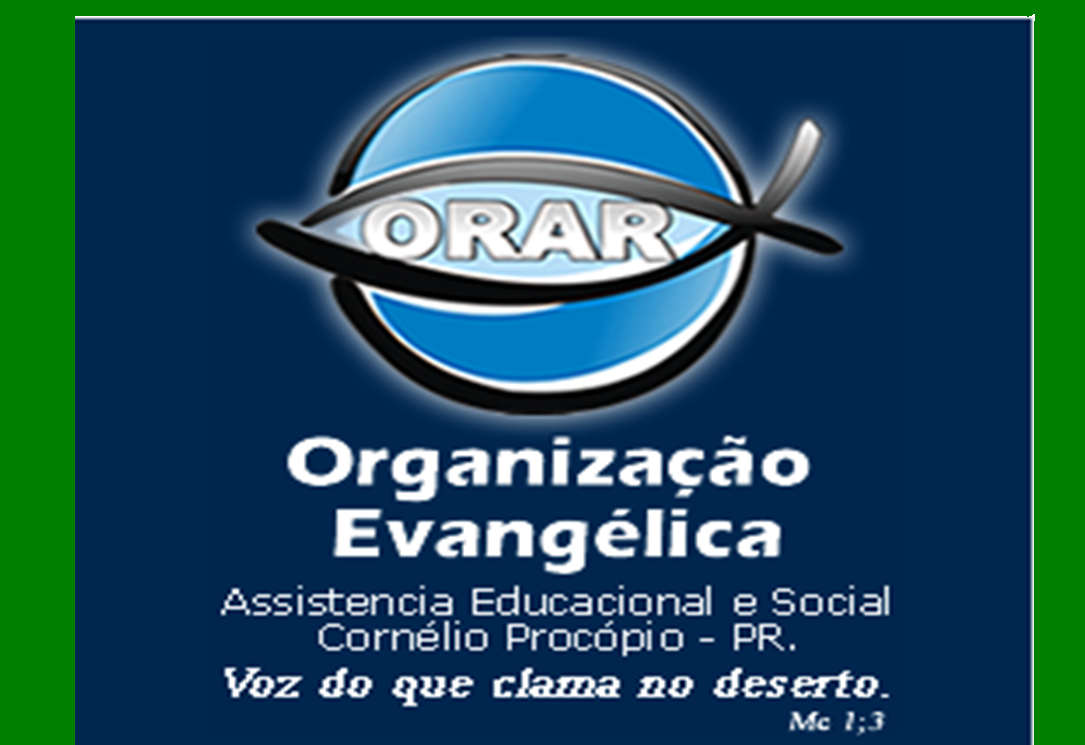 ORAR
Organização
Evangélica
Assistencia Educacional e Social
Cornélio Procópio - PR.
Voz do que clama no deserto.
Mc 1;3